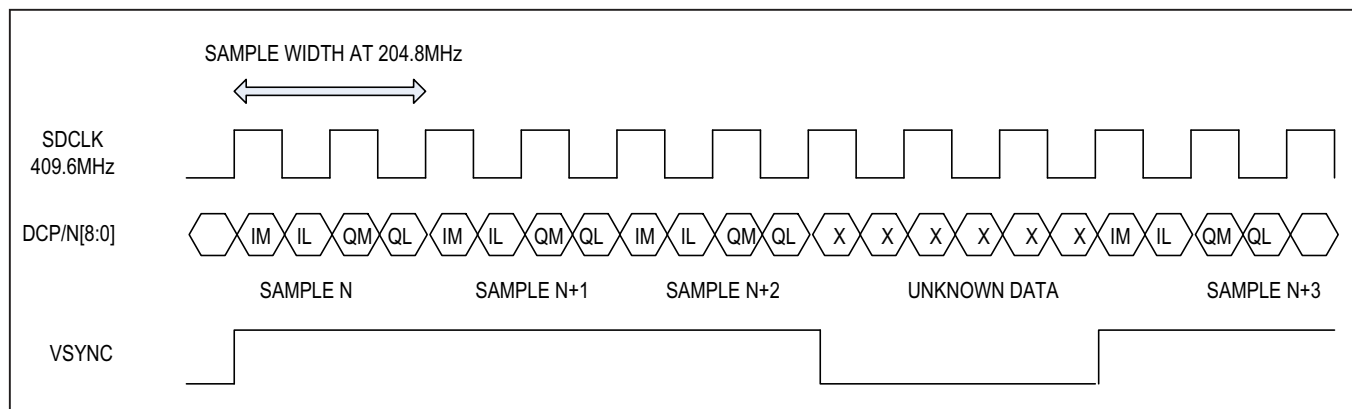 SAMPLE WIDTH AT 204.8MHz
SDCLK
409.6MHz
DCP/N[8:0]
IM IL QM QL IM IL QM QL IM IL QM QL X X X X X X IM IL QM QL
SAMPLE N SAMPLE N+1 SAMPLE N+2 UNKNOWN DATA SAMPLE N+3
VSYNC